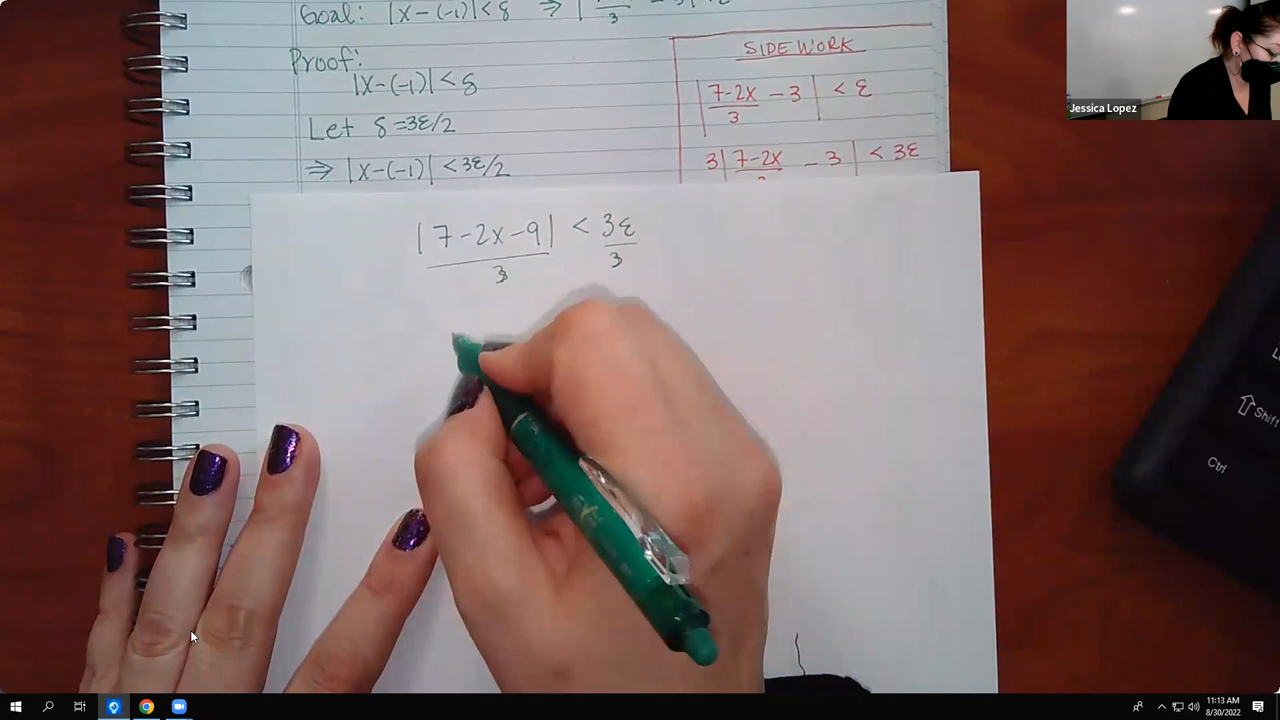 Goal: |x-(-1)|<δ ⇒
3
Proof:
|x-(-1)|<δ
Let δ=3ε/2
⇒ |x-(-1)|<3ε/2
SIDE WORK
|7-2x/3 - 3| < ε
3|7-2x - 3| < 3ε
|7-2x-9|/3 < 3ε/3
Jessica Lopez
Shift
Ctrl
11:13 AM
8/30/2022